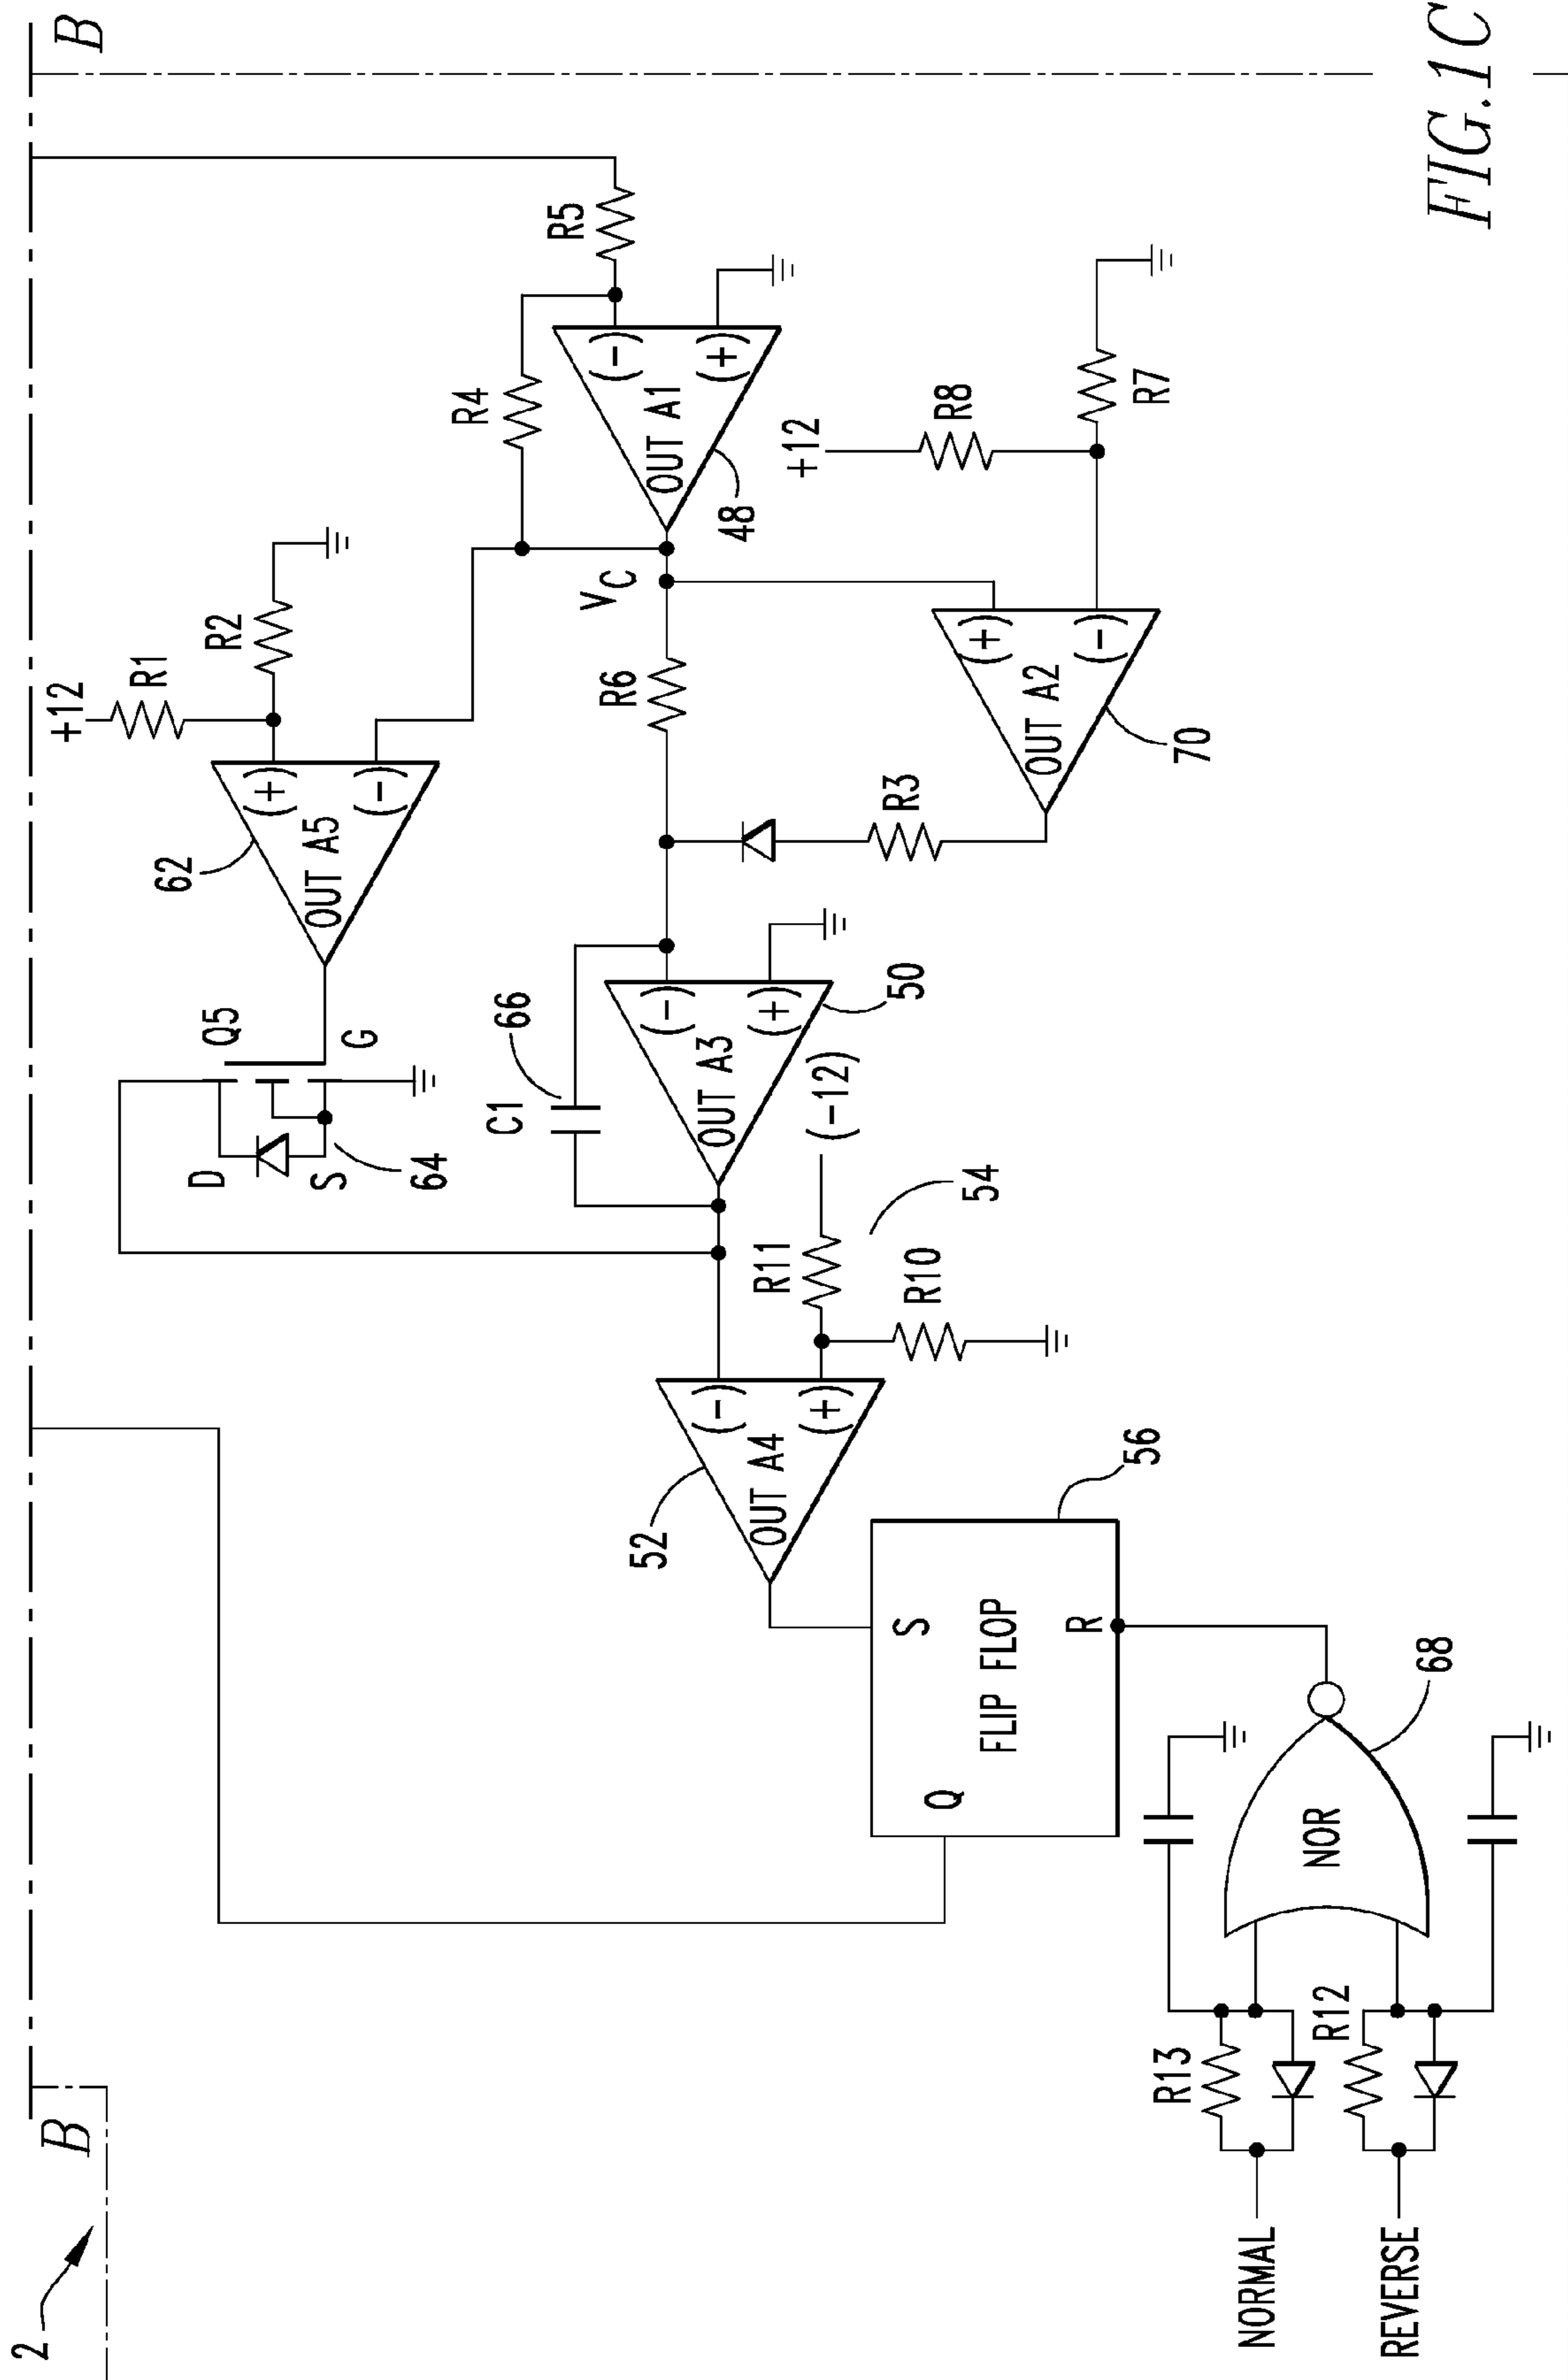 2
B
B
+12
R1
R2
62
OUT A5
(+)
(-)
Q5
G
D
S
64
C1
66
R4
R5
VC
R6
OUT A1
(-)
(+)
48
+12
R8
R7
OUT A3
(-)
(+)
50
R3
OUT A2
(+)
(-)
70
(-12)
R11
54
R10
52
OUT A4
(-)
(+)
S
Q
FLIP FLOP
R
56
NORMAL
R13
NOR
68
REVERSE
R12
FIG.1C